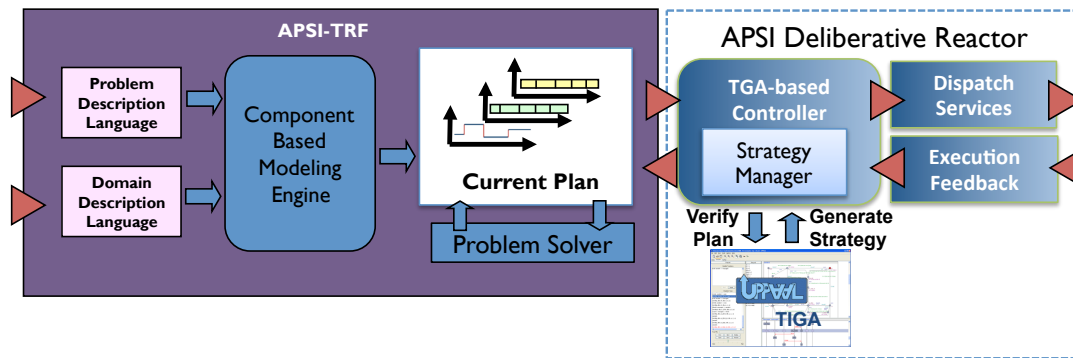 APSI-TRF
Problem
Description
Language
Domain
Description
Language
Component
Based
Modeling
Engine
Current Plan
Problem Solver
APSI Deliberative Reactor
TGA-based
Controller
Strategy
Manager
Dispatch
Services
Execution
Feedback
Verify
Plan
Generate
Strategy
UPPAAL
TIGA